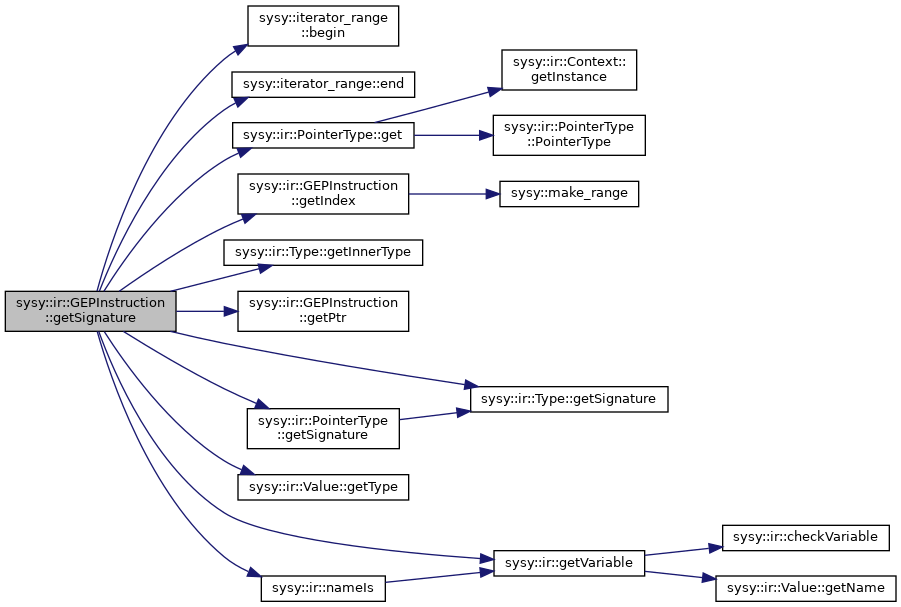 sysy::iterator_range
::begin
sysy::iterator_range::end
sysy::ir::Context::
getInstance
sysy::ir::PointerType::get
sysy::ir::PointerType
::PointerType
sysy::ir::GEPInstruction
::getIndex
sysy::make_range
sysy::ir::Type::getInnerType
sysy::ir::GEPInstruction
::getSignature
sysy::ir::GEPInstruction
::getPtr
sysy::ir::Type::getSignature
sysy::ir::PointerType
::getSignature
sysy::ir::Value::getType
sysy::ir::checkVariable
sysy::ir::getVariable
sysy::ir::nameIs
sysy::ir::Value::getName